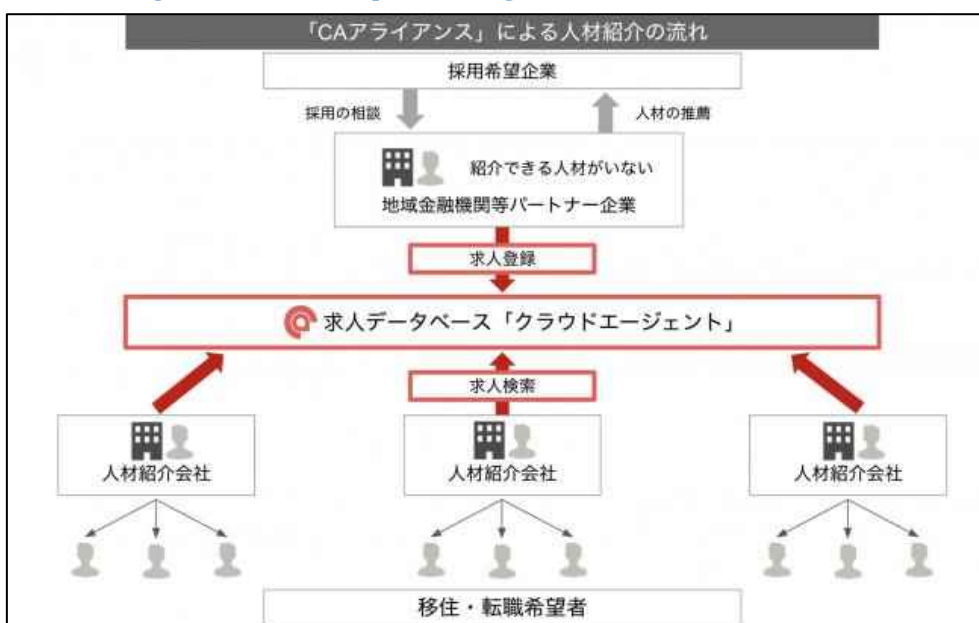 「CAアライアンス」による人材紹介の流れ
採用希望企業
採用の相談
人材の推薦
紹介できる人材がいない
地域金融機関等パートナー企業
求人登録
求人データベース「クラウドエージェント」
求人検索
人材紹介会社
人材紹介会社
人材紹介会社
移住・転職希望者